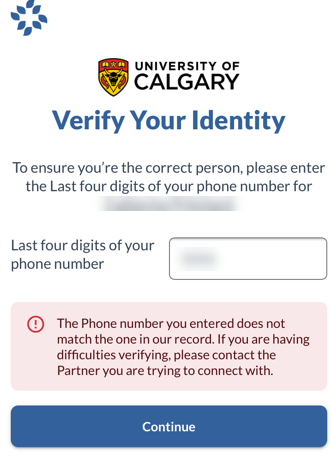 UNIVERSITY OF
CALGARY
Verify Your Identity
To ensure you're the correct person, please enter
the Last four digits of your phone number for
Last four digits of your
phone number
The Phone number you entered does not
match the one in our record. If you are having
difficulties verifying, please contact the
Partner you are trying to connect with.
Continue